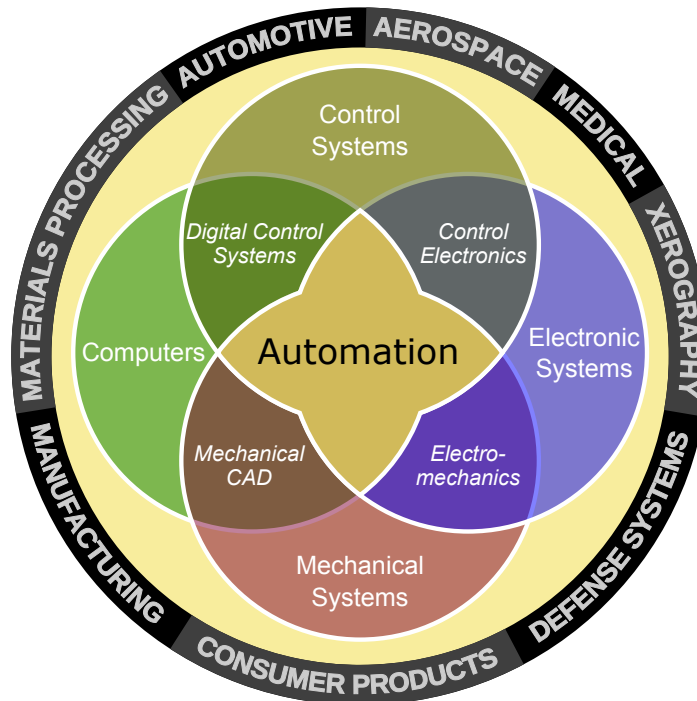 AUTOMOTIVE
AEROSPACE
MEDICAL
XEROGRAPHY
DEFENSE SYSTEMS
CONSUMER PRODUCTS
MANUFACTURING
MATERIALS PROCESSING
Control
Systems
Digital Control
Systems
Control
Electronics
Computers
Automation
Electronic
Systems
Mechanical
CAD
Electro-
mechanics
Mechanical
Systems